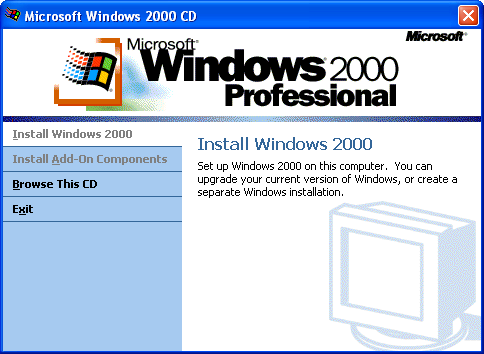 Microsoft Windows 2000 CD
Microsoft®
Microsoft®
Windows 2000
Professional
Install Windows 2000
Install Add-On Components
Browse This CD
Exit
Install Windows 2000
Set up Windows 2000 on this computer. You can
upgrade your current version of Windows, or create a
separate Windows installation.